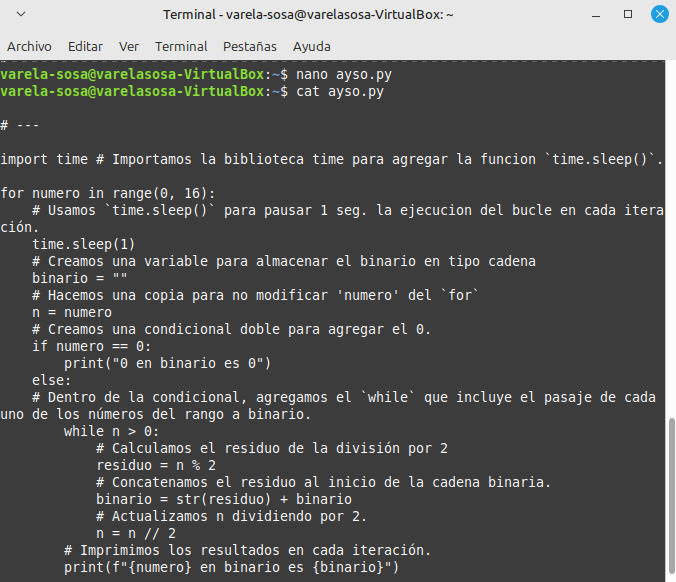 Terminal - varela-sosa@varelasosa-VirtualBox: ~
Archivo Editar Ver Terminal Pestañas Ayuda
varela-sosa@varelasosa-VirtualBox:~$ nano ayso.py
varela-sosa@varelasosa-VirtualBox:~$ cat ayso.py
# ---
import time # Importamos la biblioteca time para agregar la funcion `time.sleep()`.
for numero in range(0, 16):
    # Usamos `time.sleep()` para pausar 1 seg. la ejecucion del bucle en cada itera
ción.
    time.sleep(1)
    # Creamos una variable para almacenar el binario en tipo cadena
    binario = ""
    # Hacemos una copia para no modificar 'numero' del `for`
    n = numero
    # Creamos una condicional doble para agregar el 0.
    if numero == 0:
        print("0 en binario es 0")
    else:
    # Dentro de la condicional, agregamos el `while` que incluye el pasaje de cada
uno de los números del rango a binario.
        while n > 0:
            # Calculamos el residuo de la división por 2
            residuo = n % 2
            # Concatenamos el residuo al inicio de la cadena binaria.
            binario = str(residuo) + binario
            # Actualizamos n dividiendo por 2.
            n = n // 2
        # Imprimimos los resultados en cada iteración.
        print(f"{numero} en binario es {binario}")